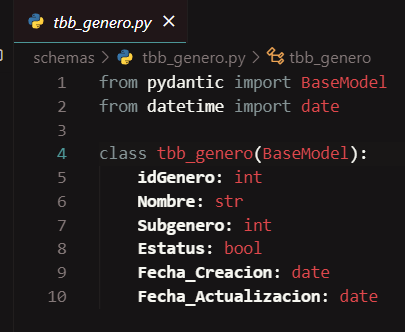 tbb_genero.py
schemas > tbb_genero.py > tbb_genero
1 from pydantic import BaseModel
2 from datetime import date
3
4 class tbb_genero(BaseModel):
5     idGenero: int
6     Nombre: str
7     Subgenero: int
8     Estatus: bool
9     Fecha_Creacion: date
10     Fecha_Actualizacion: date